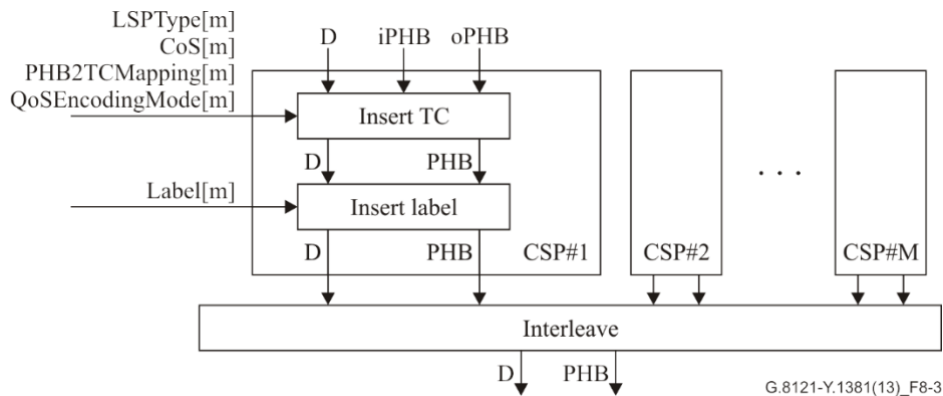 LSPType[m]
CoS[m]
PHB2TCMapping[m]
QoSEncodingMode[m]
D iPHB oPHB
Insert TC
D PHB
Label[m]
Insert label
D PHB CSP#1 CSP#2 . . . CSP#M
Interleave
D PHB
G.8121-Y.1381(13)_F8-3